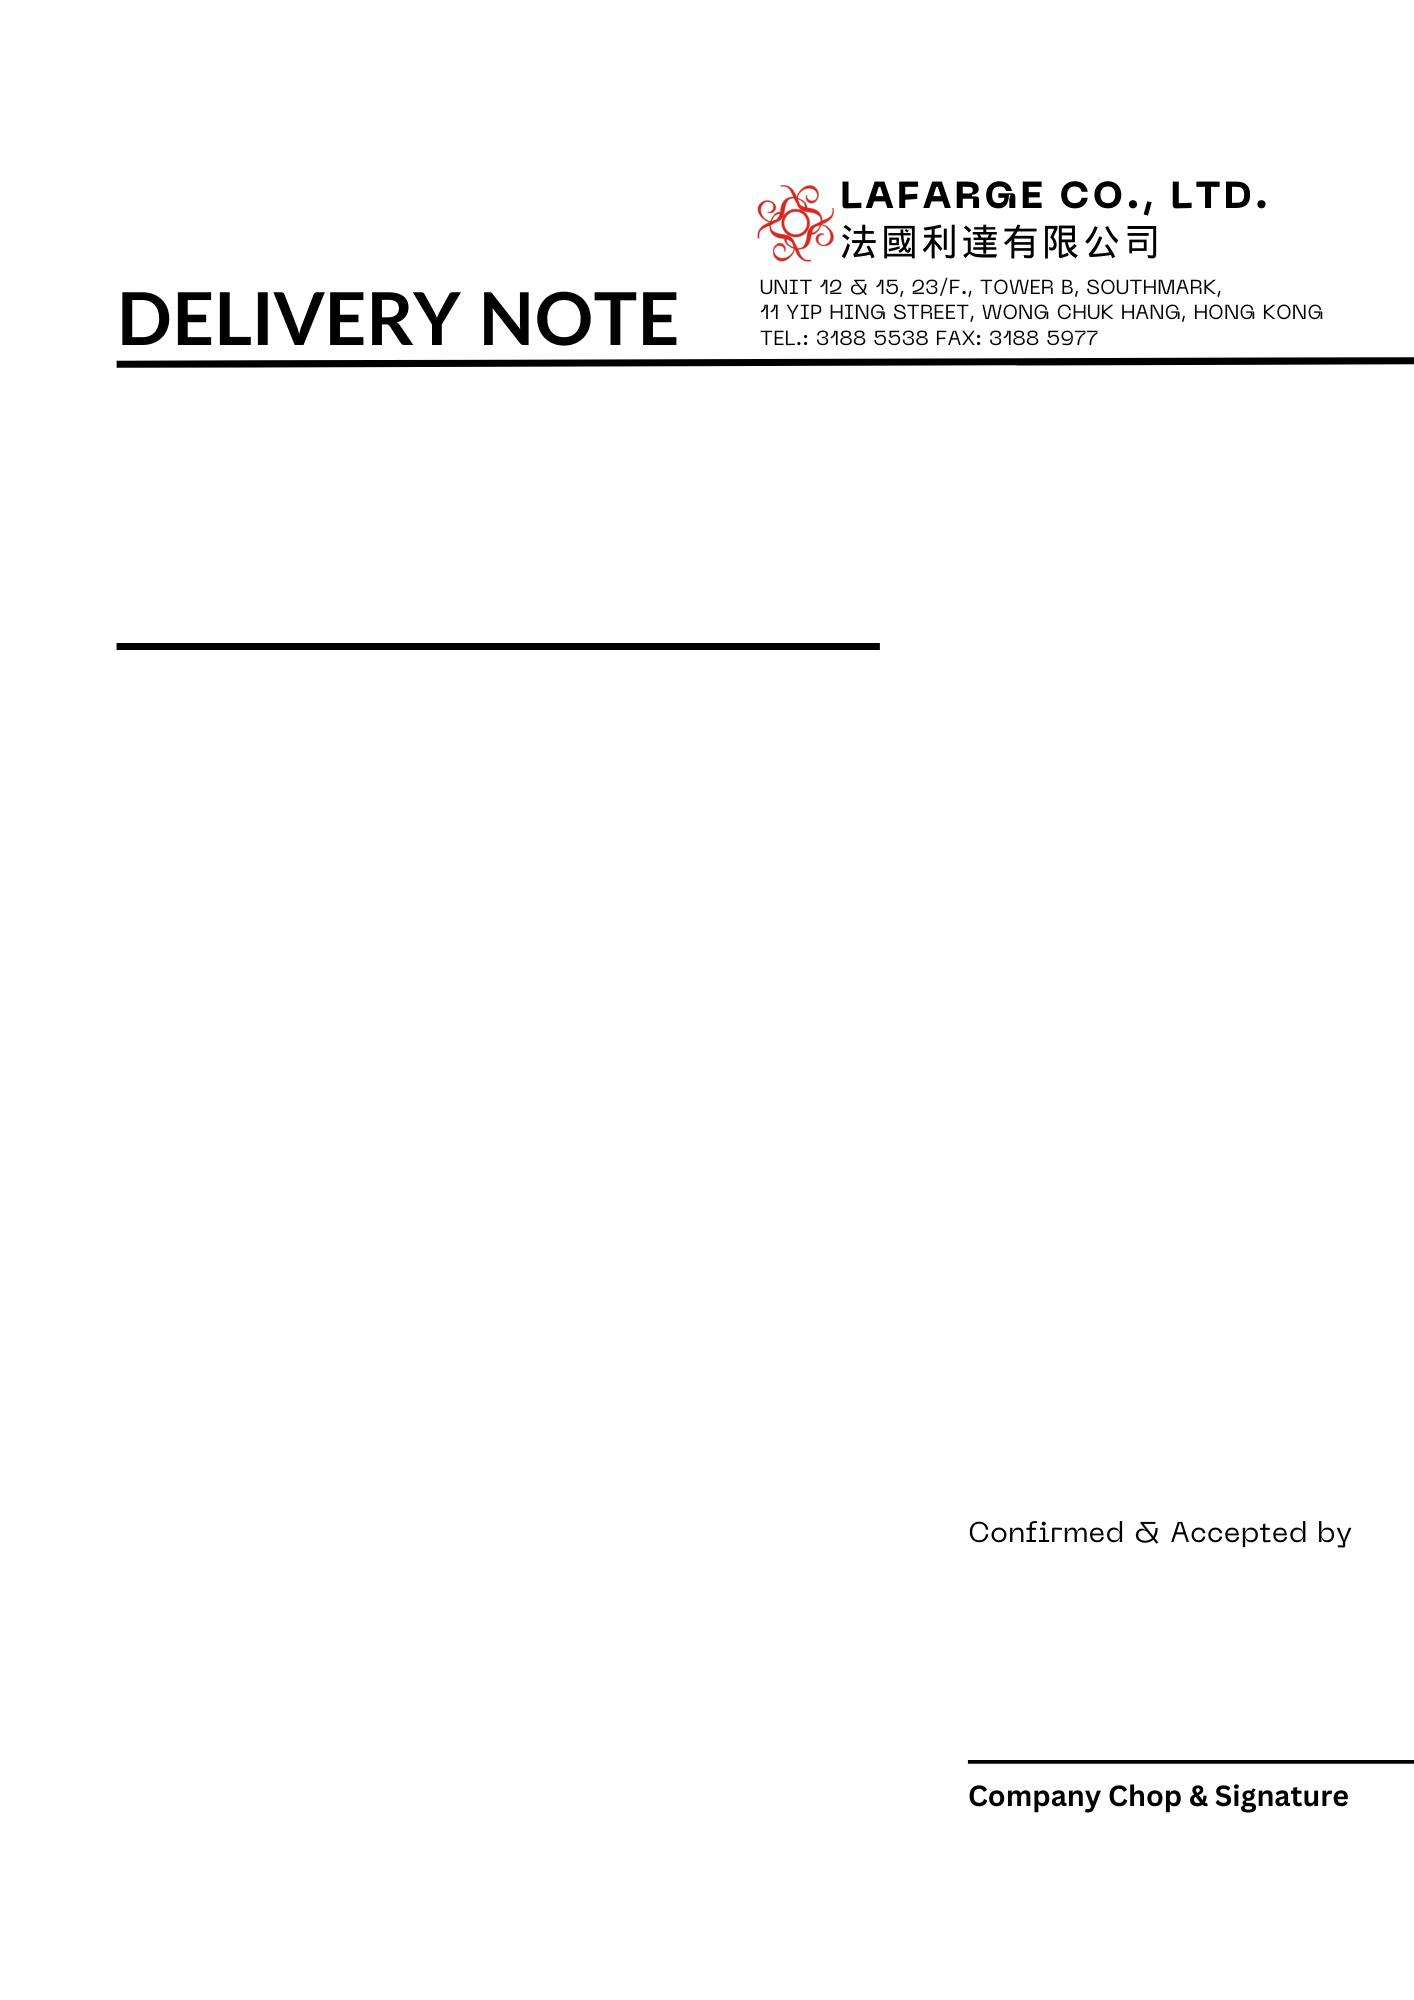 LAFARGE CO., LTD.
法國利達有限公司
UNIT 12 & 15, 23/F., TOWER B, SOUTHMARK,
11 YIP HING STREET, WONG CHUK HANG, HONG KONG
TEL.: 3188 5538 FAX: 3188 5977
DELIVERY NOTE
Confirmed & Accepted by
Company Chop & Signature